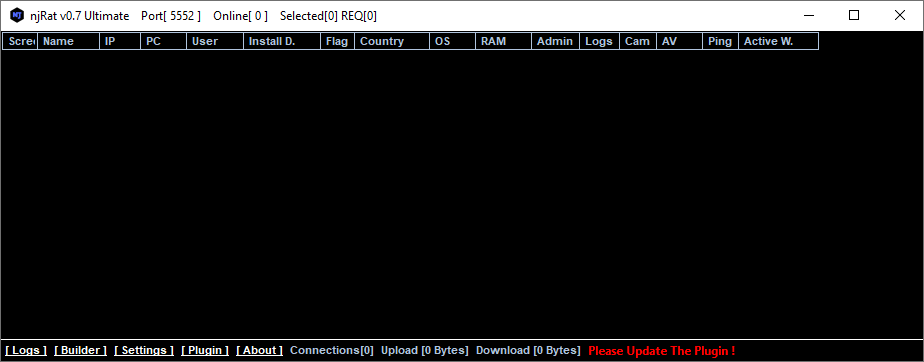 njRat v0.7 Ultimate Port[ 5552 ] Online[ 0 ] Selected[0] REQ[0]
Scree Name IP PC User Install D. Flag Country OS RAM Admin Logs Cam AV Ping Active W.
[ Logs ] [ Builder ] [ Settings ] [ Plugin ] [ About ] Connections[0] Upload [0 Bytes] Download [0 Bytes] Please Update The Plugin !